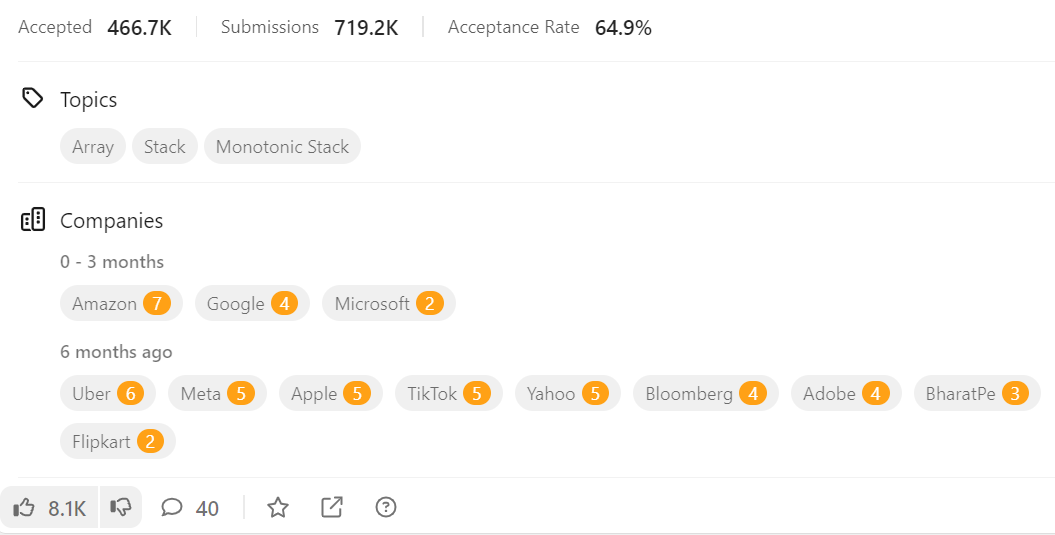 Accepted 466.7K Submissions 719.2K Acceptance Rate 64.9%
Topics
Array Stack Monotonic Stack
Companies
0 - 3 months
Amazon 7 Google 4 Microsoft 2
6 months ago
Uber 6 Meta 5 Apple 5 TikTok 5 Yahoo 5 Bloomberg 4 Adobe 4 BharatPe 3
Flipkart 2
8.1K 40